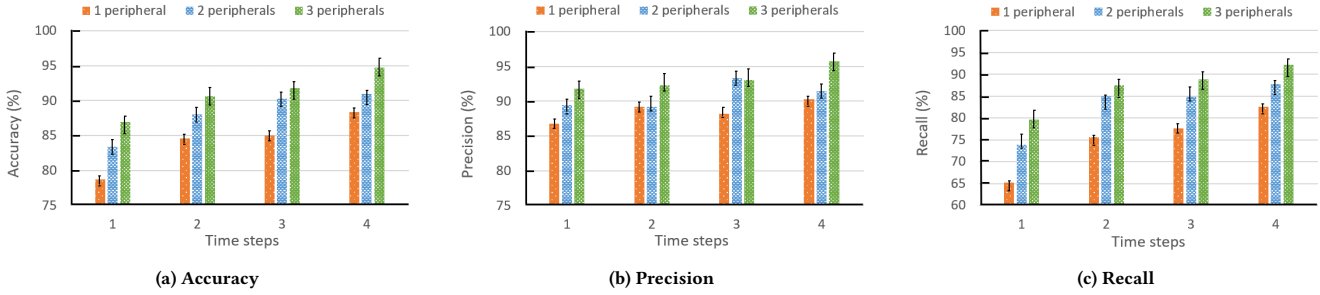 1 peripheral 2 peripherals 3 peripherals
100
95
90
85
80
75
Accuracy (%)
1 2 3 4
Time steps
(a) Accuracy
1 peripheral 2 peripherals 3 peripherals
100
95
90
85
80
75
Precision (%)
1 2 3 4
Time steps
(b) Precision
1 peripheral 2 peripherals 3 peripherals
100
95
90
85
80
75
70
65
60
Recall (%)
1 2 3 4
Time steps
(c) Recall